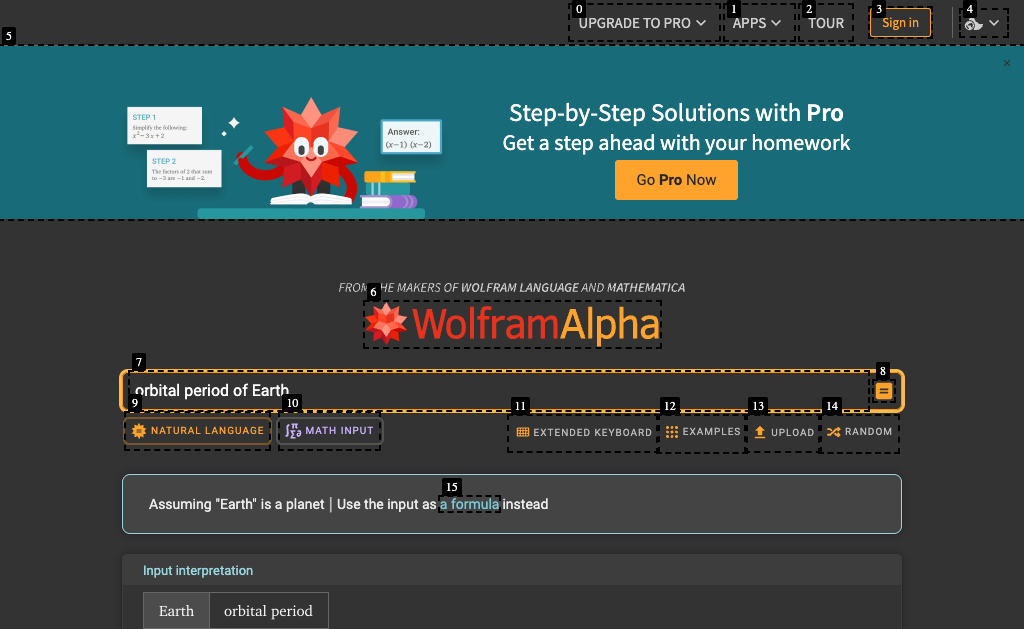 UPGRADE TO PRO
APPS
TOUR
Sign in
0
1
2
3
4
5
STEP 1
Simplify the following:
x² − 3 x + 2
STEP 2
The factors of 2 that sum
to −3 are −1 and −2.
Answer:
(x−1) (x−2)
Step-by-Step Solutions with Pro
Get a step ahead with your homework
Go Pro Now
×
FROM THE MAKERS OF WOLFRAM LANGUAGE AND MATHEMATICA
6
WolframAlpha
7
8
orbital period of Earth
9
10
11
12
13
14
NATURAL LANGUAGE
MATH INPUT
EXTENDED KEYBOARD
EXAMPLES
UPLOAD
RANDOM
15
Assuming "Earth" is a planet | Use the input as a formula instead
Input interpretation
Earth
orbital period